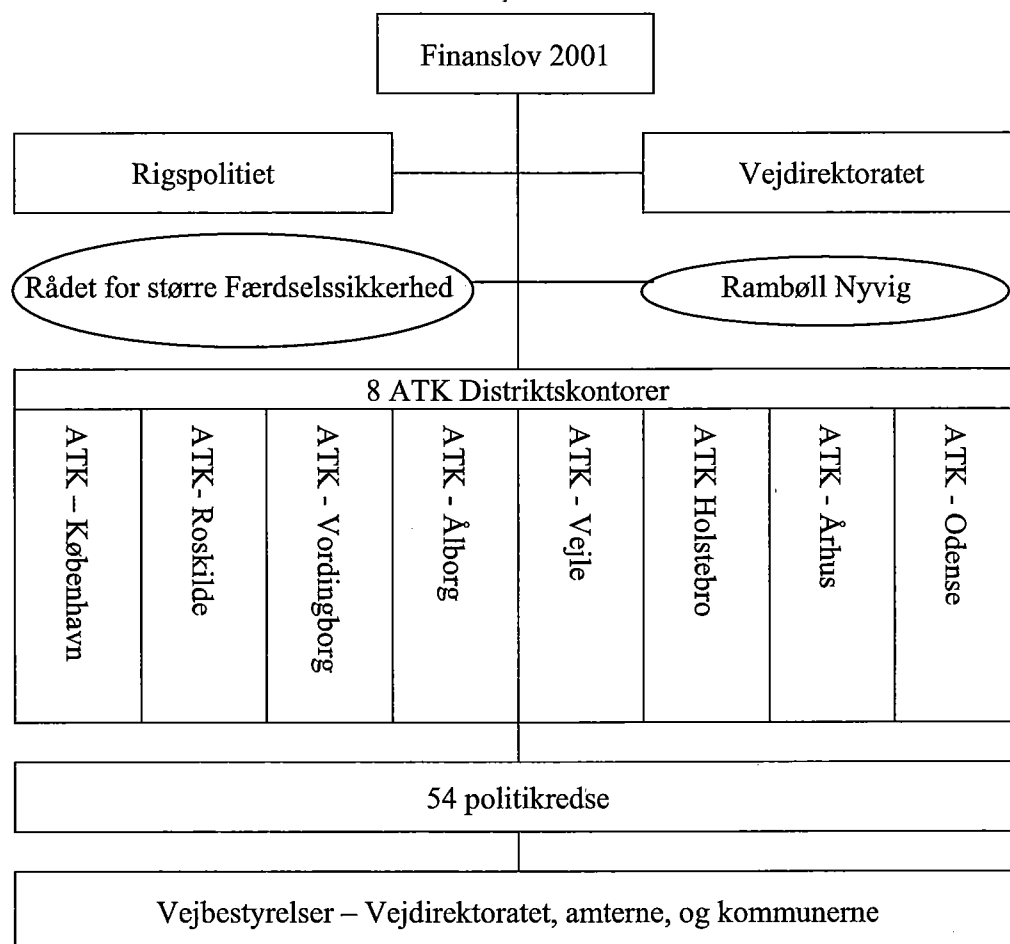 Finanslov 2001
Rigspolitiet
Vejdirektoratet
Rådet for større Færdselssikkerhed
Rambøll Nyvig
8 ATK Distriktskontorer
ATK – København
ATK- Roskilde
ATK - Vordingborg
ATK - Ålborg
ATK - Vejle
ATK Holstebro
ATK - Århus
ATK - Odense
54 politikredse
Vejbestyrelser – Vejdirektoratet, amterne, og kommunerne